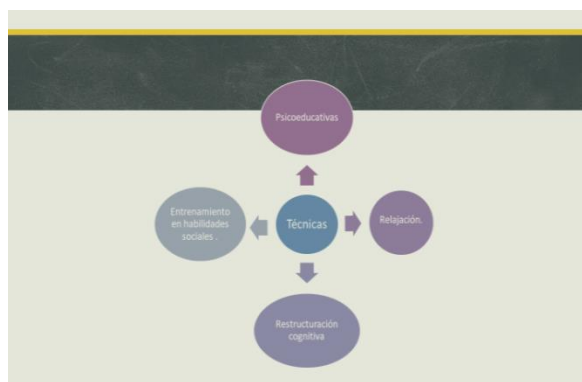 Psicoeducativas
Entrenamiento
en habilidades
sociales .
Técnicas
Relajación.
Restructuración
cognitiva